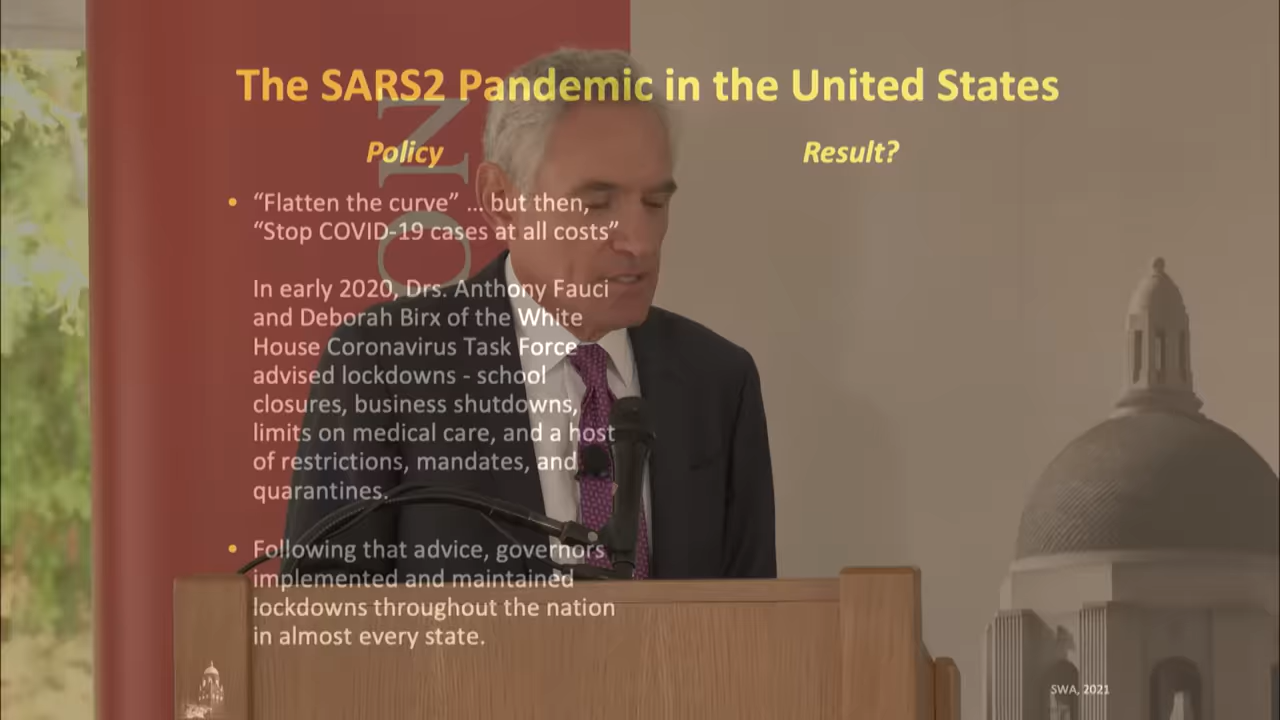 The SARS2 Pandemic in the United States
Policy
Result?
• “Flatten the curve” ... but then,
“Stop COVID-19 cases at all costs”
In early 2020, Drs. Anthony Fauci
and Deborah Birx of the White
House Coronavirus Task Force
advised lockdowns - school
closures, business shutdowns,
limits on medical care, and a host
of restrictions, mandates, and
quarantines.
• Following that advice, governors
implemented and maintained
lockdowns throughout the nation
in almost every state.
SWA, 2021
ON